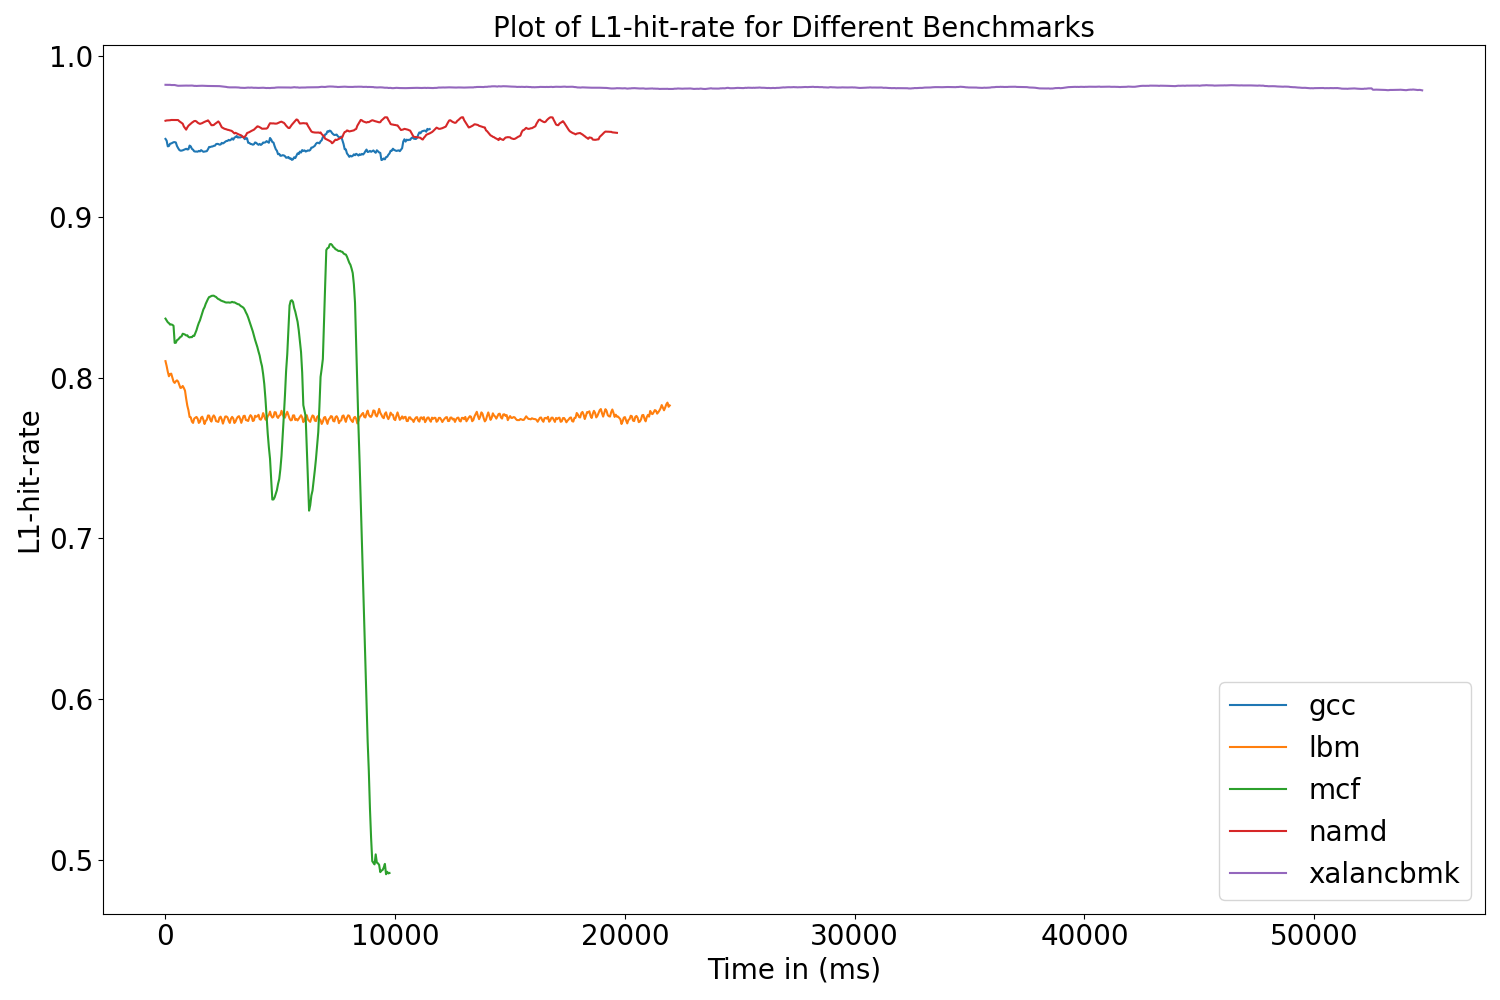 Plot of L1-hit-rate for Different Benchmarks
1.0
0.9
0.8
0.7
0.6
0.5
L1-hit-rate
gcc
lbm
mcf
namd
xalancbmk
0 10000 20000 30000 40000 50000
Time in (ms)